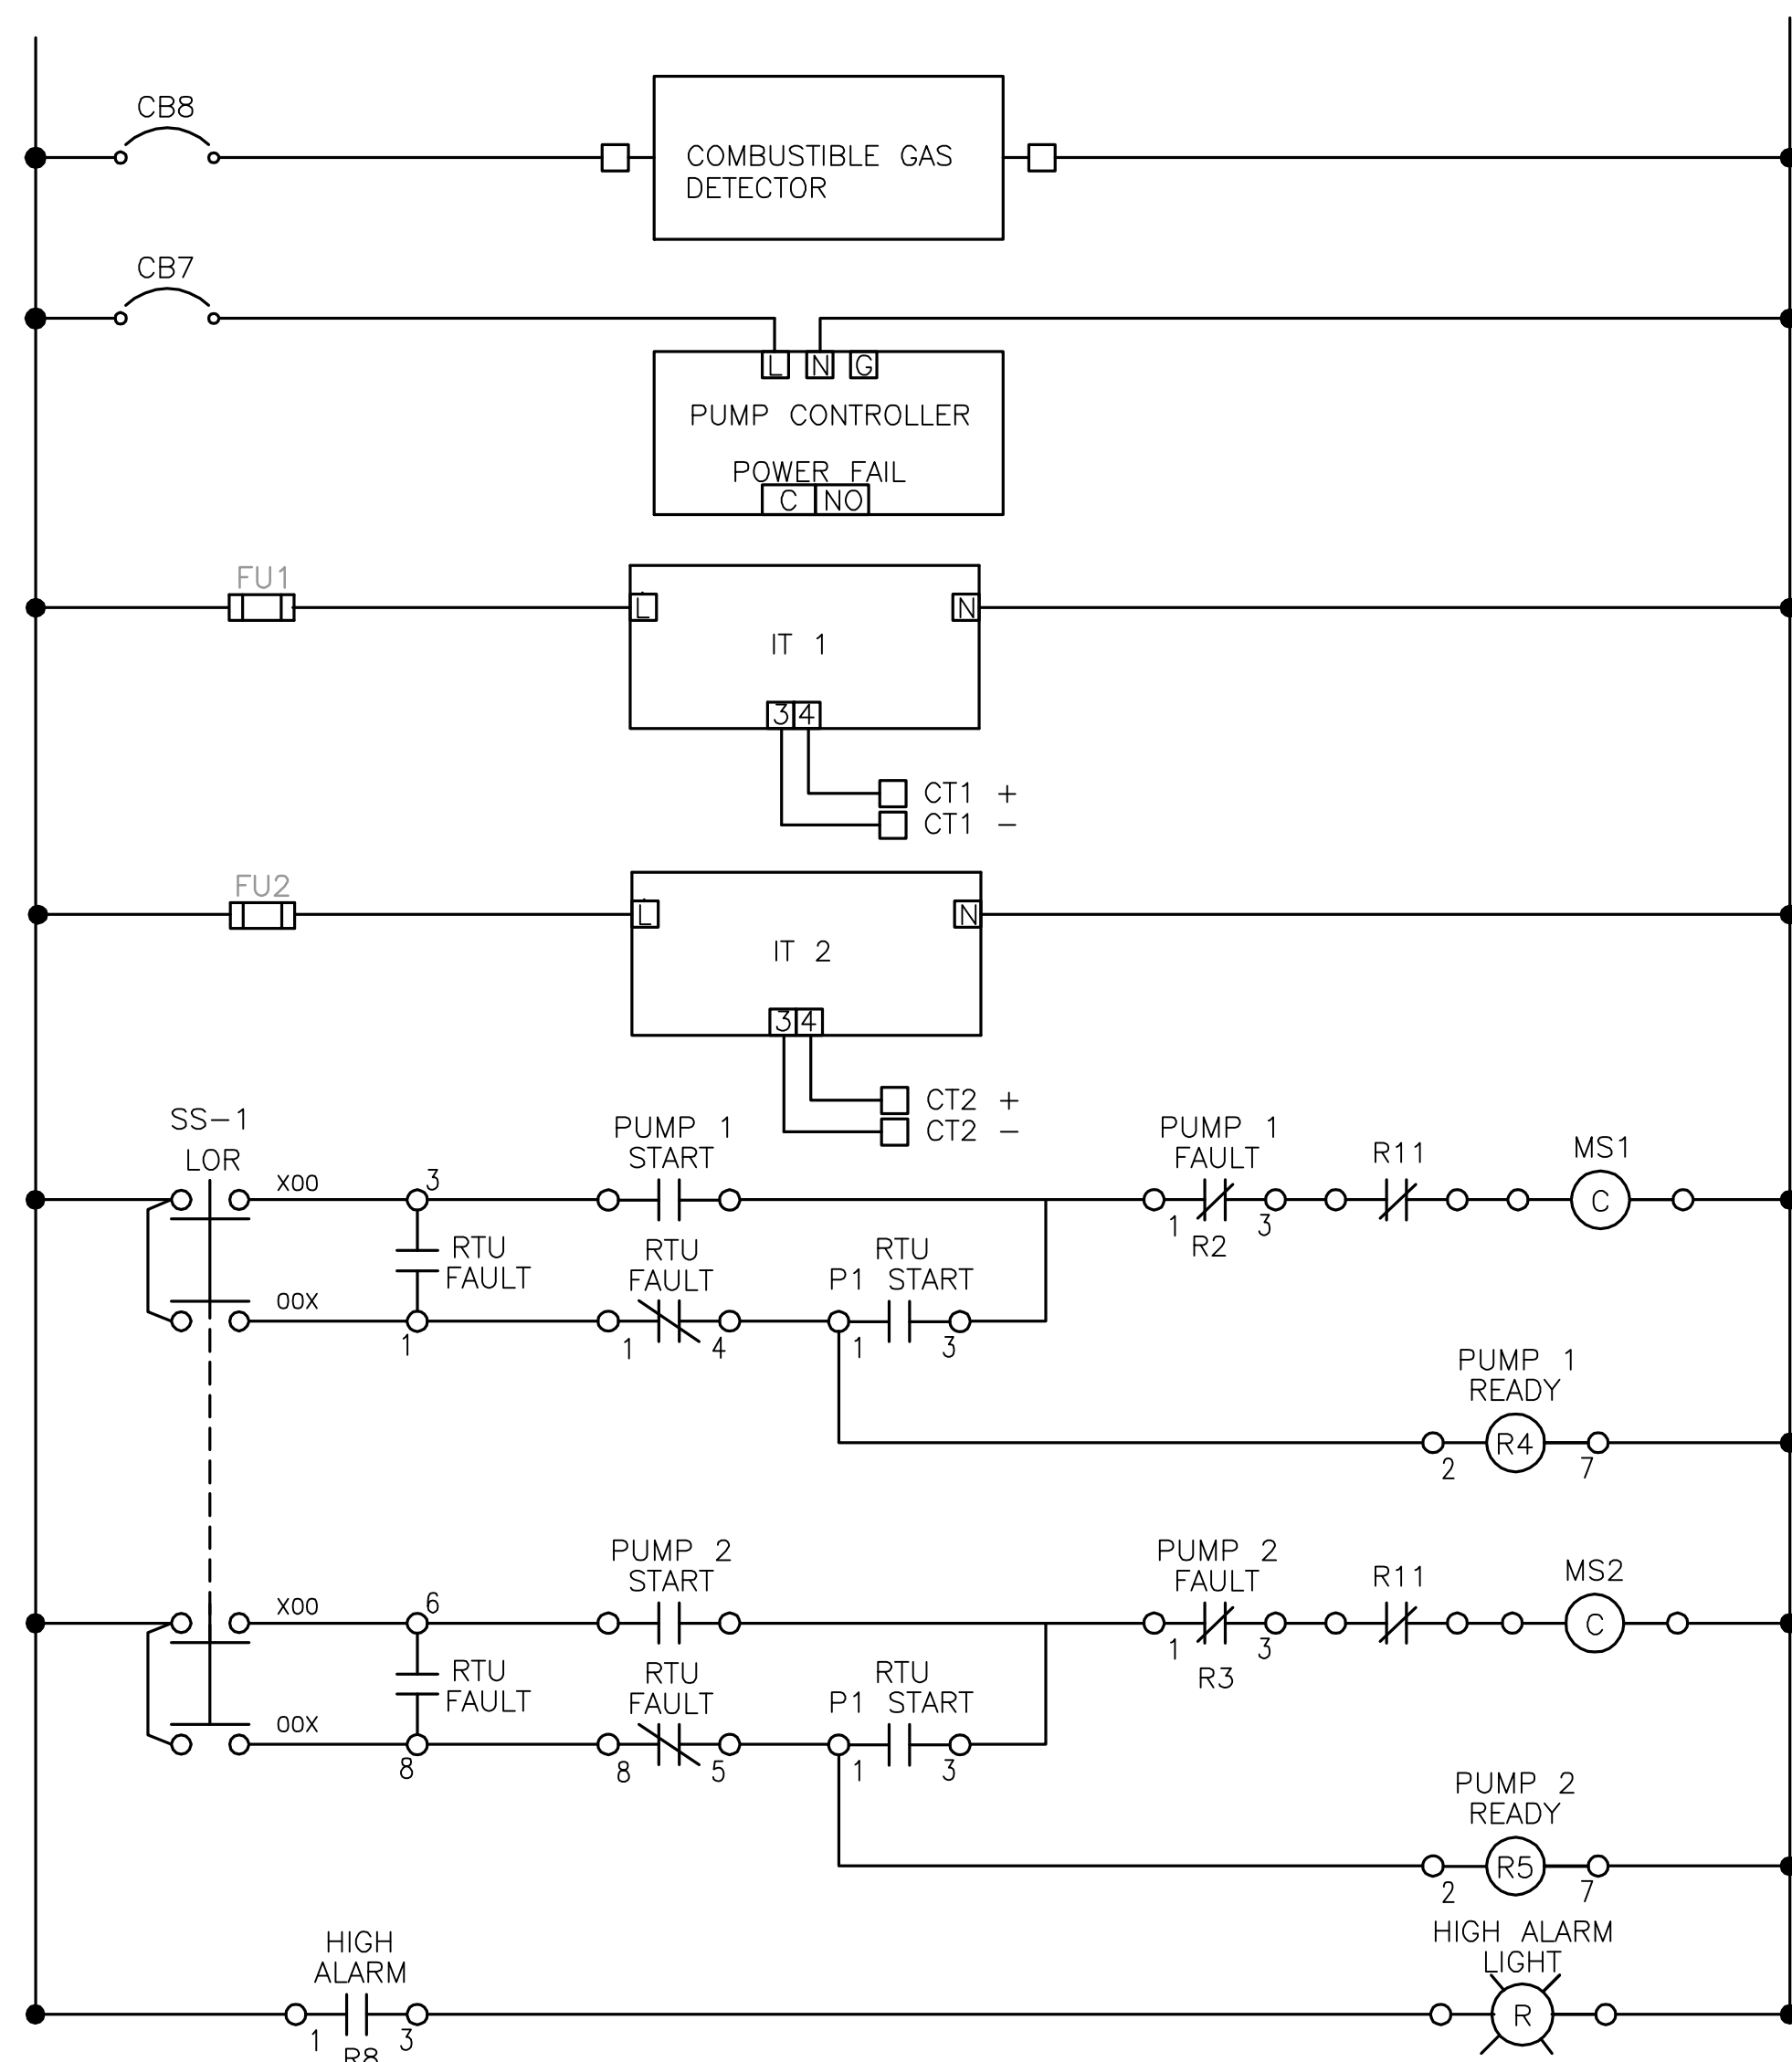 CB8
COMBUSTIBLE GAS
DETECTOR
CB7
L N G
PUMP CONTROLLER
POWER FAIL
C NO
FU1
L N
IT 1
3 4
CT1 +
CT1 -
FU2
L N
IT 2
3 4
CT2 +
CT2 -
SS-1
LOR
X00
3
PUMP 1
START
PUMP 1
FAULT
1 3
R2
R11
MS1
C
RTU
FAULT
00X
1
RTU
FAULT
1 4
RTU
P1 START
1 3
PUMP 1
READY
R4
2 7
X00
6
PUMP 2
START
PUMP 2
FAULT
1 3
R3
R11
MS2
C
RTU
FAULT
00X
8
RTU
FAULT
8 5
RTU
P1 START
1 3
PUMP 2
READY
R5
2 7
HIGH
ALARM
1 3
R8
HIGH ALARM
LIGHT
R